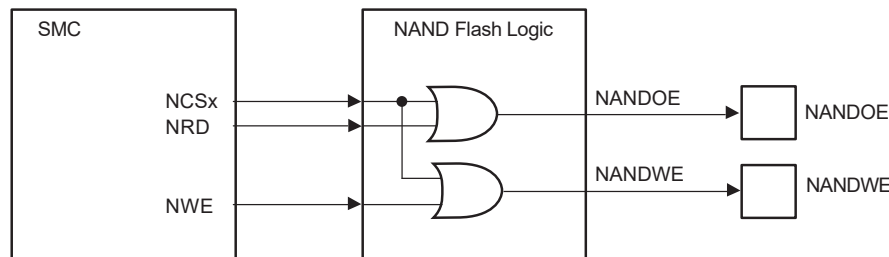 SMC
NAND Flash Logic
NCSx
NRD
NWE
NANDOE
NANDOE
NANDWE
NANDWE